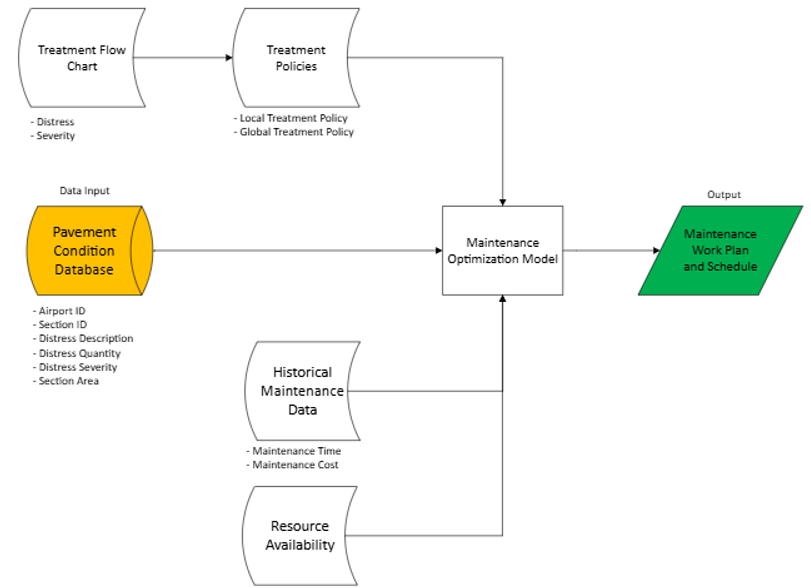 Treatment Flow
Chart
- Distress
- Severity
Treatment
Policies
- Local Treatment Policy
- Global Treatment Policy
Data Input
Pavement
Condition
Database
- Airport ID
- Section ID
- Distress Description
- Distress Quantity
- Distress Severity
- Section Area
Maintenance
Optimization Model
Output
Maintenance
Work Plan
and Schedule
Historical
Maintenance
Data
- Maintenance Time
- Maintenance Cost
Resource
Availability